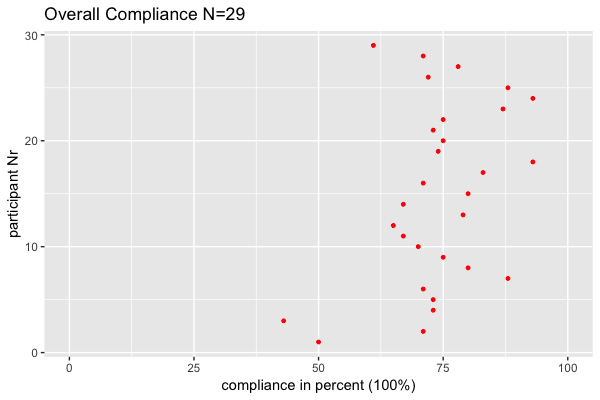 Overall Compliance N=29
30
20
10
0
participant Nr
0 25 50 75 100
compliance in percent (100%)